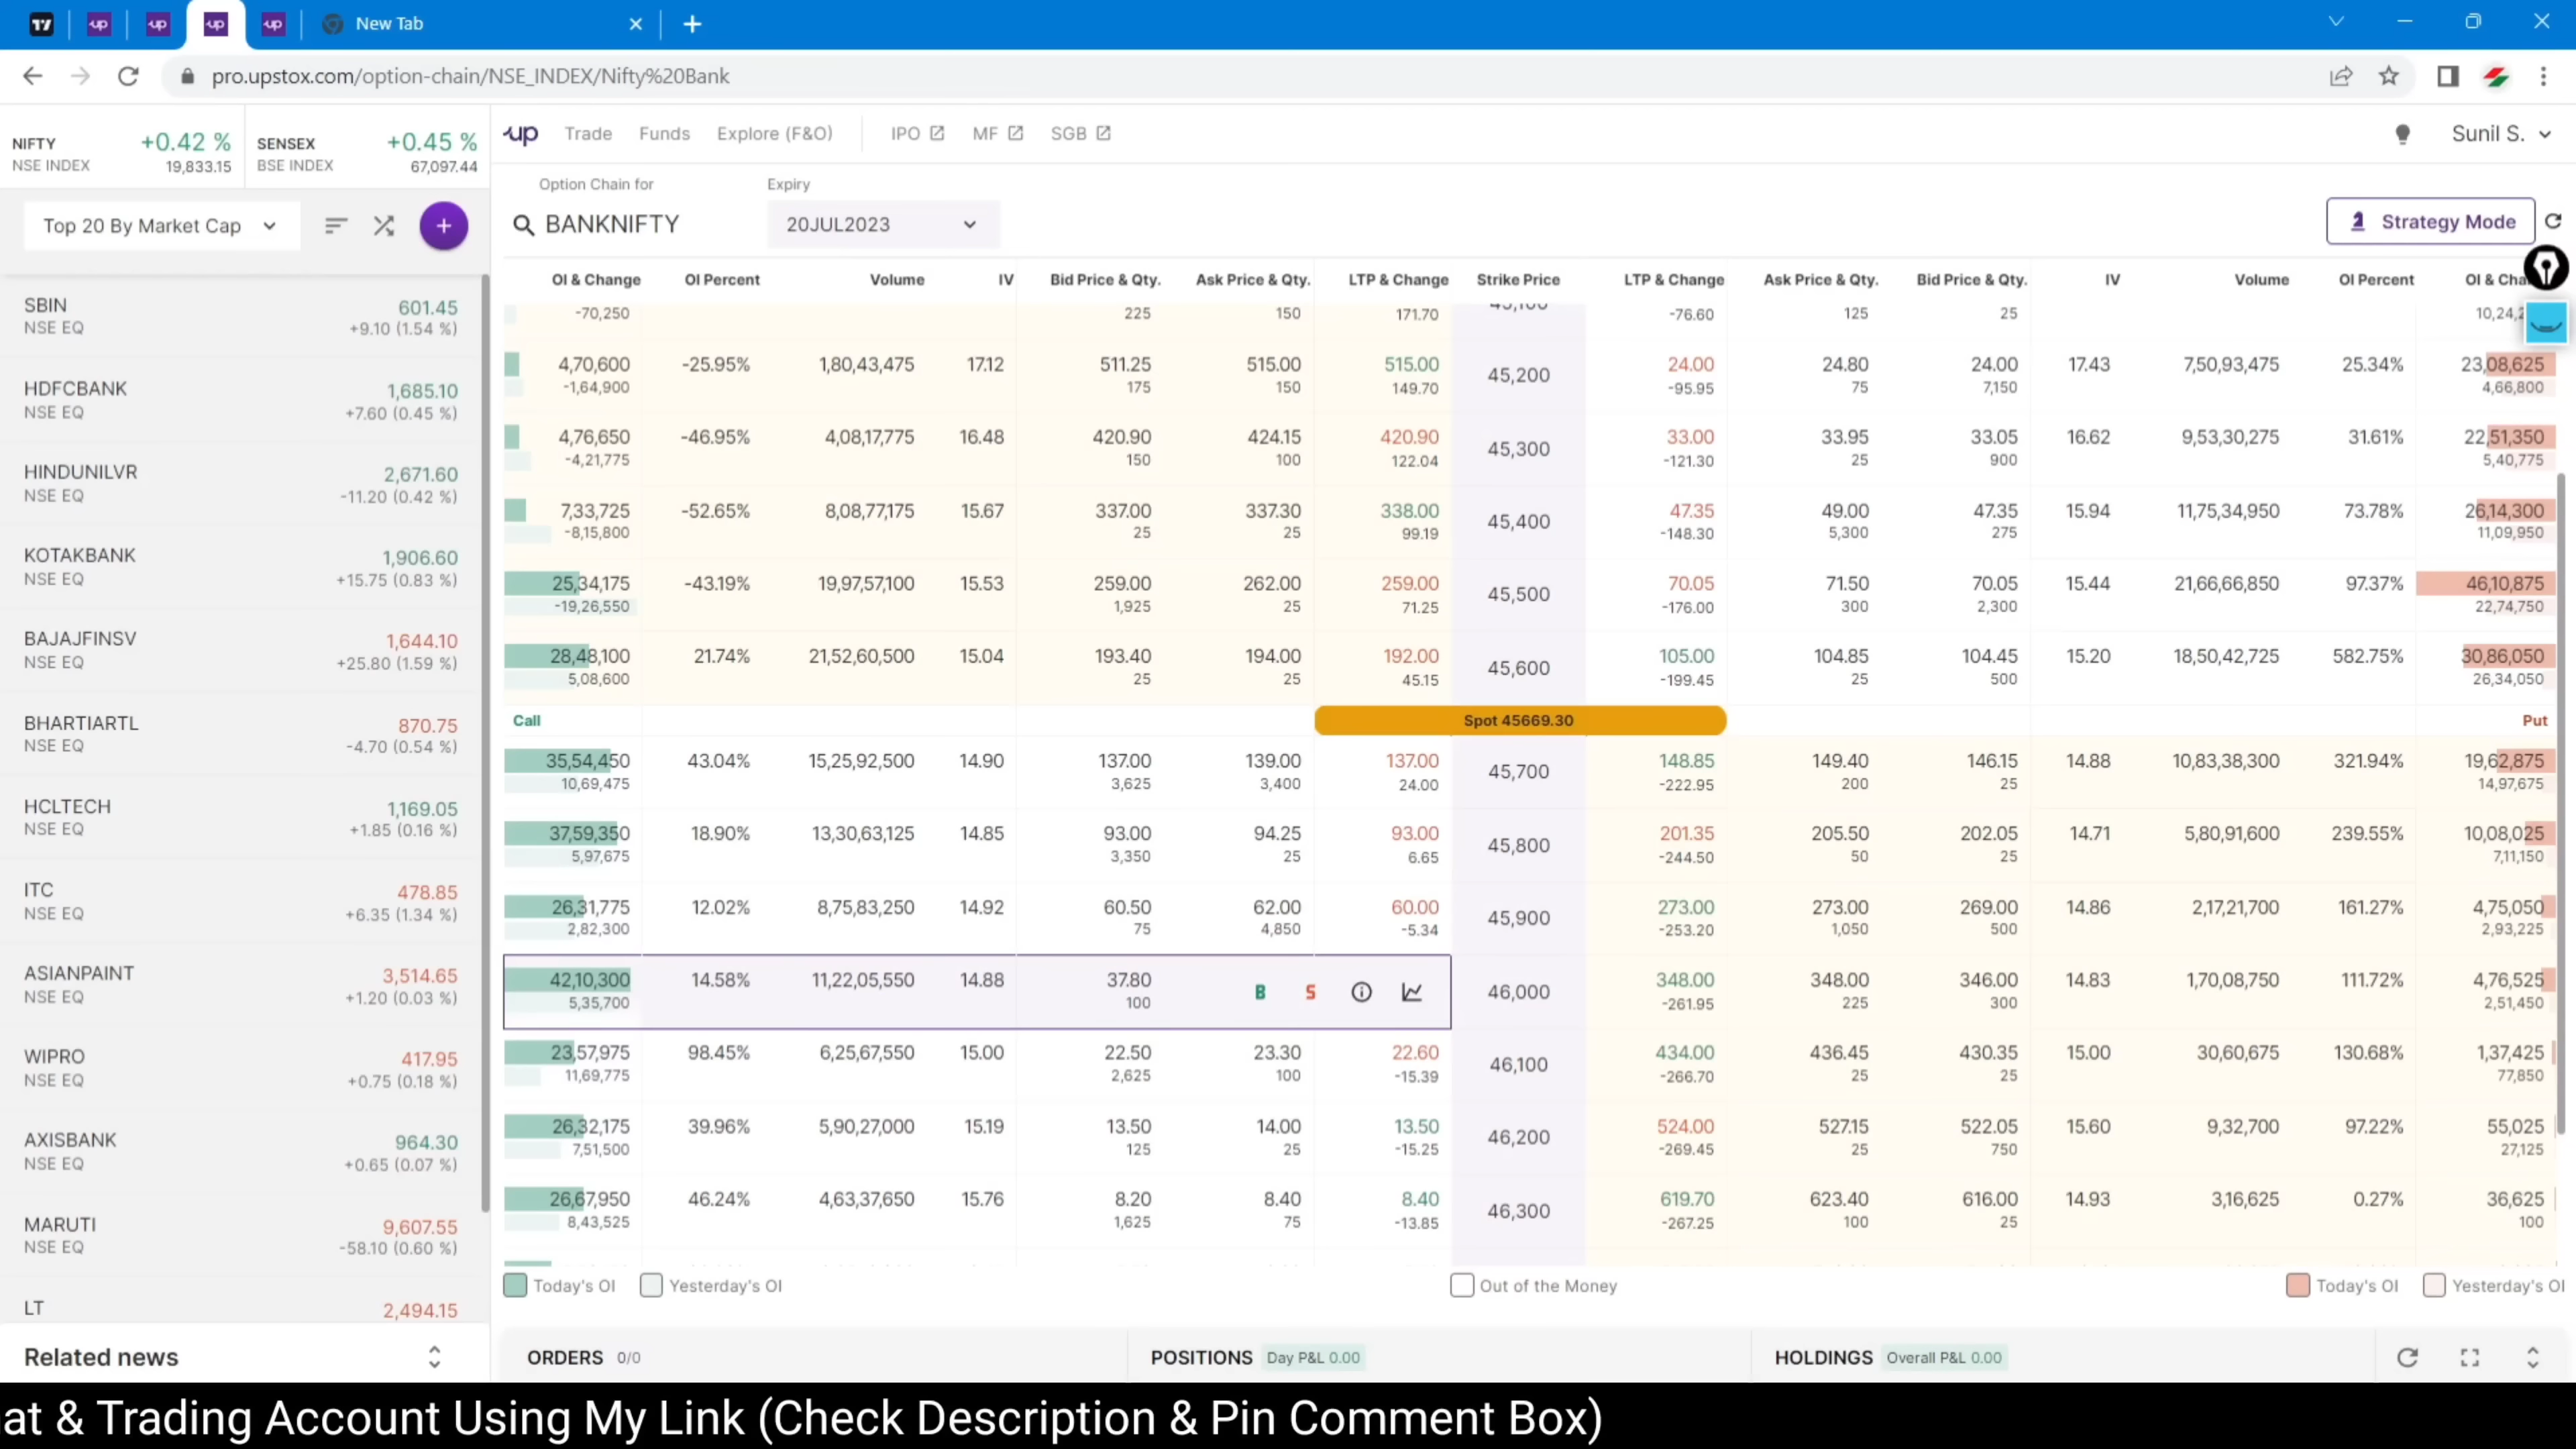 New Tab
pro.upstox.com/option-chain/NSE_INDEX/Nifty%20Bank
NIFTY +0.42 % SENSEX +0.45 %
NSE INDEX 19,833.15 BSE INDEX 67,097.44
up Trade Funds Explore (F&O) IPO MF SGB Sunil S.
Option Chain for Expiry
BANKNIFTY 20JUL2023 Strategy Mode
Top 20 By Market Cap
SBIN 601.45
NSE EQ +9.10 (1.54 %)
HDFCBANK 1,685.10
NSE EQ +7.60 (0.45 %)
HINDUNILVR 2,671.60
NSE EQ -11.20 (0.42 %)
KOTAKBANK 1,906.60
NSE EQ +15.75 (0.83 %)
BAJAJFINSV 1,644.10
NSE EQ +25.80 (1.59 %)
BHARTIARTL 870.75
NSE EQ -4.70 (0.54 %)
HCLTECH 1,169.05
NSE EQ +1.85 (0.16 %)
ITC 478.85
NSE EQ +6.35 (1.34 %)
ASIANPAINT 3,514.65
NSE EQ +1.20 (0.03 %)
WIPRO 417.95
NSE EQ +0.75 (0.18 %)
AXISBANK 964.30
NSE EQ +0.65 (0.07 %)
MARUTI 9,607.55
NSE EQ -58.10 (0.60 %)
LT 2,494.15
Related news
OI & Change OI Percent Volume IV Bid Price & Qty. Ask Price & Qty. LTP & Change Strike Price LTP & Change Ask Price & Qty. Bid Price & Qty. IV Volume OI Percent OI & Cha
-70,250 225 150 171.70 -76.60 125 25 10,24,
4,70,600 -25.95% 1,80,43,475 17.12 511.25 515.00 515.00 45,200 24.00 24.80 24.00 17.43 7,50,93,475 25.34% 23,08,625
-1,64,900 175 150 149.70 -95.95 75 7,150 4,66,800
4,76,650 -46.95% 4,08,17,775 16.48 420.90 424.15 420.90 45,300 33.00 33.95 33.05 16.62 9,53,30,275 31.61% 22,51,350
-4,21,775 150 100 122.04 -121.30 25 900 5,40,775
7,33,725 -52.65% 8,08,77,175 15.67 337.00 337.30 338.00 45,400 47.35 49.00 47.35 15.94 11,75,34,950 73.78% 26,14,300
-8,15,800 25 25 99.19 -148.30 5,300 275 11,09,950
25,34,175 -43.19% 19,97,57,100 15.53 259.00 262.00 259.00 45,500 70.05 71.50 70.05 15.44 21,66,66,850 97.37% 46,10,875
-19,26,550 1,925 25 71.25 -176.00 300 2,300 22,74,750
28,48,100 21.74% 21,52,60,500 15.04 193.40 194.00 192.00 45,600 105.00 104.85 104.45 15.20 18,50,42,725 582.75% 30,86,050
5,08,600 25 25 45.15 -199.45 25 500 26,34,050
Call Spot 45669.30 Put
35,54,450 43.04% 15,25,92,500 14.90 137.00 139.00 137.00 45,700 148.85 149.40 146.15 14.88 10,83,38,300 321.94% 19,62,875
10,69,475 3,625 3,400 24.00 -222.95 200 25 14,97,675
37,59,350 18.90% 13,30,63,125 14.85 93.00 94.25 93.00 45,800 201.35 205.50 202.05 14.71 5,80,91,600 239.55% 10,08,025
5,97,675 3,350 25 6.65 -244.50 50 25 7,11,150
26,31,775 12.02% 8,75,83,250 14.92 60.50 62.00 60.00 45,900 273.00 273.00 269.00 14.86 2,17,21,700 161.27% 4,75,050
2,82,300 75 4,850 -5.34 -253.20 1,050 500 2,93,225
42,10,300 14.58% 11,22,05,550 14.88 37.80 B S 46,000 348.00 348.00 346.00 14.83 1,70,08,750 111.72% 4,76,525
5,35,700 100 -261.95 225 300 2,51,450
23,57,975 98.45% 6,25,67,550 15.00 22.50 23.30 22.60 46,100 434.00 436.45 430.35 15.00 30,60,675 130.68% 1,37,425
11,69,775 2,625 100 -15.39 -266.70 25 25 77,850
26,32,175 39.96% 5,90,27,000 15.19 13.50 14.00 13.50 46,200 524.00 527.15 522.05 15.60 9,32,700 97.22% 55,025
7,51,500 125 25 -15.25 -269.45 25 750 27,125
26,67,950 46.24% 4,63,37,650 15.76 8.20 8.40 8.40 46,300 619.70 623.40 616.00 14.93 3,16,625 0.27% 36,625
8,43,525 1,625 75 -13.85 -267.25 100 25 100
Today's OI Yesterday's OI Out of the Money Today's OI Yesterday's OI
ORDERS 0/0 POSITIONS Day P&L 0.00 HOLDINGS Overall P&L 0.00
at & Trading Account Using My Link (Check Description & Pin Comment Box)